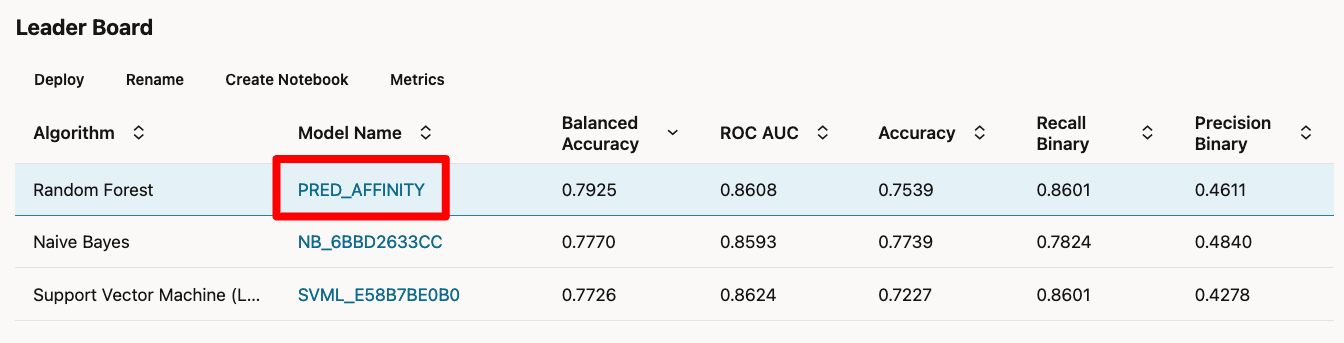 Leader Board
Deploy Rename Create Notebook Metrics
Algorithm Model Name Balanced Accuracy ROC AUC Accuracy Recall Binary Precision Binary
Random Forest PRED_AFFINITY 0.7925 0.8608 0.7539 0.8601 0.4611
Naive Bayes NB_6BBD2633CC 0.7770 0.8593 0.7739 0.7824 0.4840
Support Vector Machine (L... SVML_E58B7BE0B0 0.7726 0.8624 0.7227 0.8601 0.4278